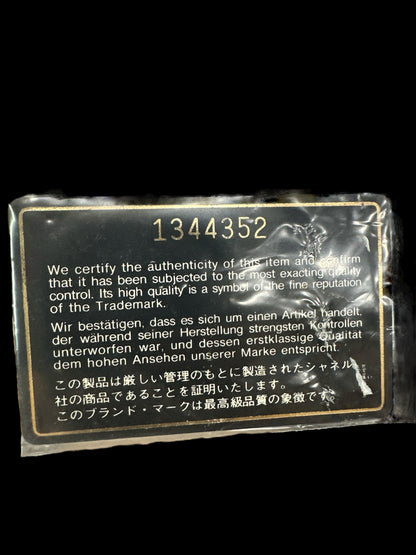 1344352
We certify the authenticity of this item and confirm
that it has been subjected to the most exacting quality
control. Its high quality is a symbol of the fine reputation
of the Trademark.
Wir bestätigen, dass es sich um einen Artikel handelt,
der während seiner Herstellung strengsten Kontrollen
unterworfen war, und dessen erstklassige Qualität
dem hohen Ansehen unserer Marke entspricht.
この製品は厳しい管理のもとに製造されたシャネル
社の商品であることを証明いたします。
このブランド・マークは最高級品質の象徴です。